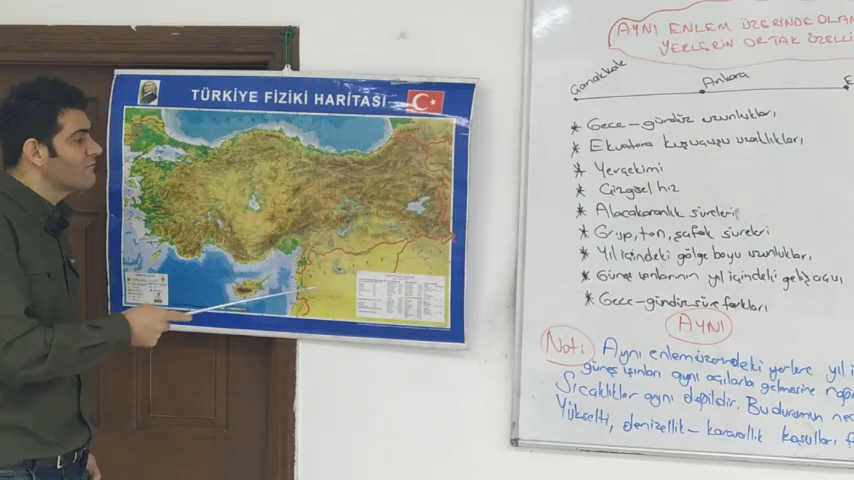 TÜRKİYE FİZİKİ HARİTASI
AYNI ENLEM ÜZERİNDE OLAN
YERLERİN ORTAK ÖZELLİ
Çanakkale Ankara E
* Gece-gündüz uzunlukları
* Ekvatora kuşuçuşu uzaklıkları
* Yerçekimi
* Çizgisel hız
* Alacakaranlık süreleri
* Grup, tan, şafak süreleri
* Yıl içindeki gölge boyu uzunlukları
* Güneş ışınlarının yıl içindeki geliş açısı
* Gece-gündüz süre farkları
AYNI
Not: Aynı enlem üzerindeki yerlere yıl i
güneş ışınları aynı açılarla gelmesine rağm
Sıcaklıklar aynı değildir. Bu durumun ne
Yükselti, denizellik-karasallık koşulları f